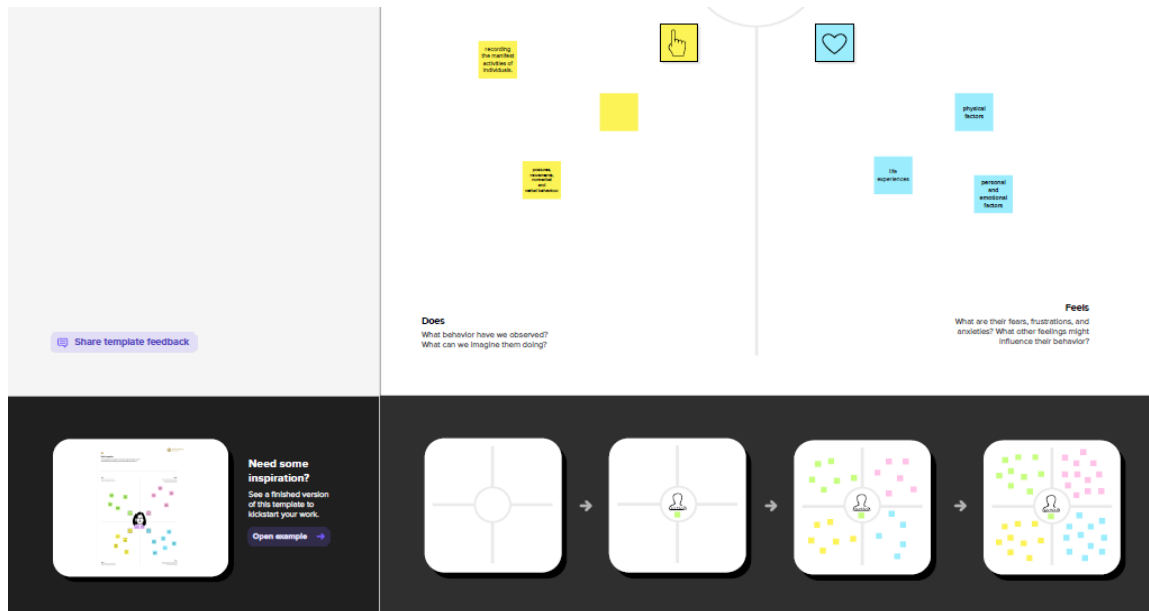 recording
the manifest
activities of
individuals.
postures,
movements,
nonverbal
and
verbal behaviour.
physical
factors
life
experiences
personal
and
emotional
factors
Does
What behavior have we observed?
What can we imagine them doing?
Feels
What are their fears, frustrations, and
anxieties? What other feelings might
influence their behavior?
Share template feedback
Need some
inspiration?
See a finished version
of this template to
kickstart your work.
Open example